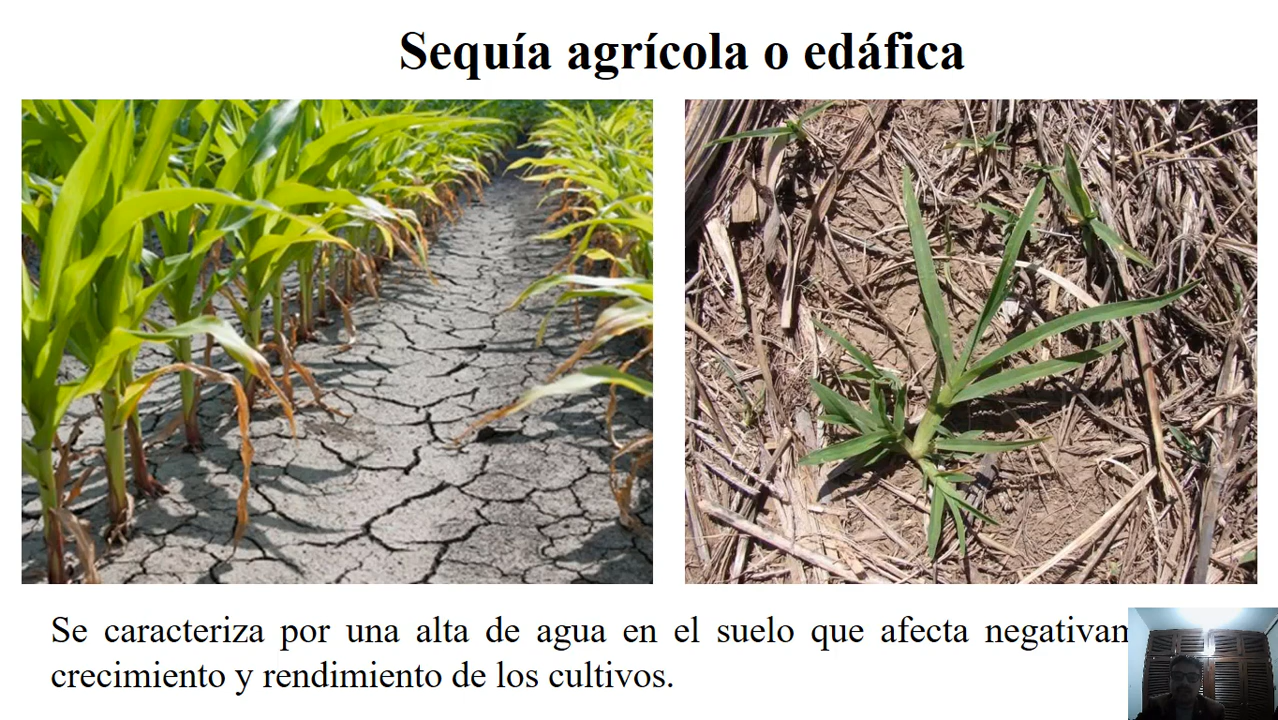 Sequía agrícola o edáfica
Se caracteriza por una alta de agua en el suelo que afecta
crecimiento y rendimiento de los cultivos.